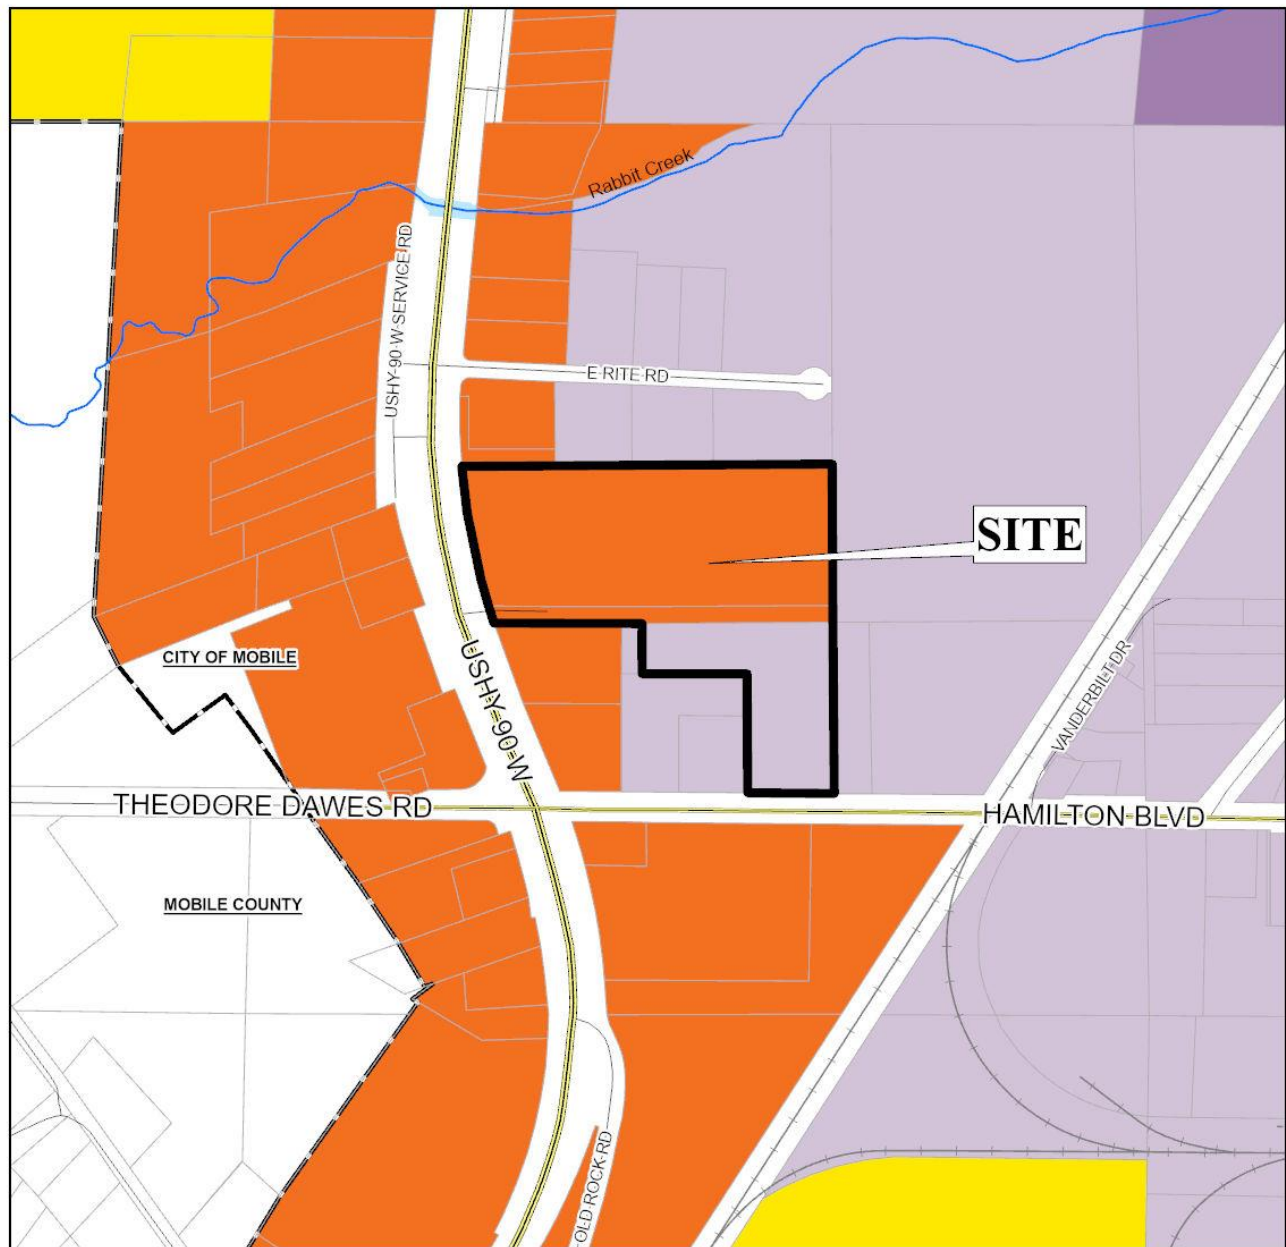 Rabbit Creek
USHY-90-W-SERVICE-RD
E-RITE-RD
SITE
CITY OF MOBILE
USHY-90-W
VANDERBILT-DR
THEODORE DAWES RD
HAMILTON-BLVD
MOBILE COUNTY
OLD-ROCK-RD